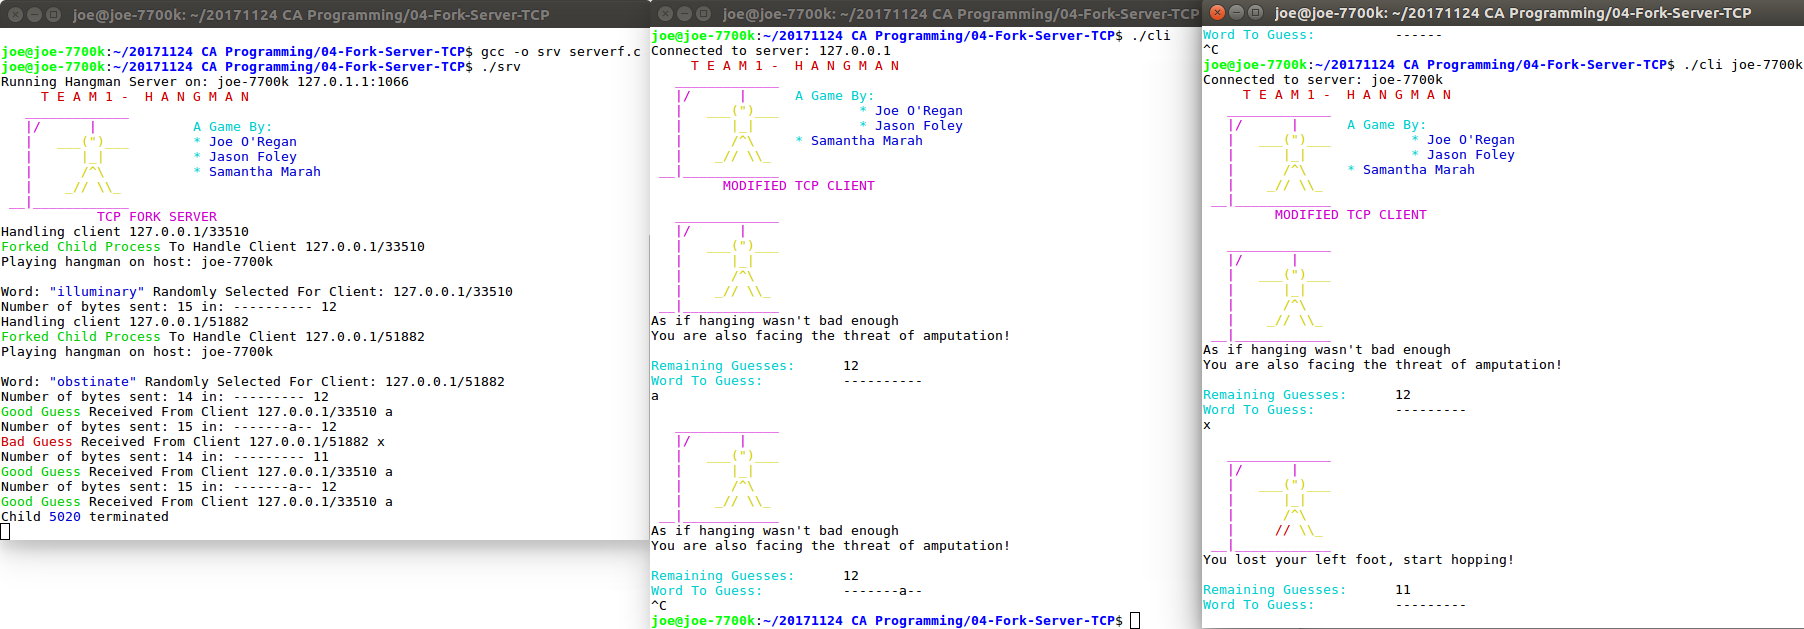 joe@joe-7700k: ~/20171124 CA Programming/04-Fork-Server-TCP
joe@joe-7700k:~/20171124 CA Programming/04-Fork-Server-TCP$ gcc -o srv serverf.c
joe@joe-7700k:~/20171124 CA Programming/04-Fork-Server-TCP$ ./srv
Running Hangman Server on: joe-7700k 127.0.1.1:1066
T E A M 1 -  H A N G M A N
A Game By:
* Joe O'Regan
* Jason Foley
* Samantha Marah
TCP FORK SERVER
Handling client 127.0.0.1/33510
Forked Child Process To Handle Client 127.0.0.1/33510
Playing hangman on host: joe-7700k
Word: "illuminary" Randomly Selected For Client: 127.0.0.1/33510
Number of bytes sent: 15 in: ---------- 12
Handling client 127.0.0.1/51882
Forked Child Process To Handle Client 127.0.0.1/51882
Playing hangman on host: joe-7700k
Word: "obstinate" Randomly Selected For Client: 127.0.0.1/51882
Number of bytes sent: 14 in: --------- 12
Good Guess Received From Client 127.0.0.1/33510 a
Number of bytes sent: 15 in: -------a-- 12
Bad Guess Received From Client 127.0.0.1/51882 x
Number of bytes sent: 14 in: --------- 11
Good Guess Received From Client 127.0.0.1/33510 a
Number of bytes sent: 15 in: -------a-- 12
Good Guess Received From Client 127.0.0.1/33510 a
Child 5020 terminated
joe@joe-7700k: ~/20171124 CA Programming/04-Fork-Server-TCP
joe@joe-7700k:~/20171124 CA Programming/04-Fork-Server-TCP$ ./cli
Connected to server: 127.0.0.1
T E A M 1 -  H A N G M A N
A Game By:
* Joe O'Regan
* Jason Foley
* Samantha Marah
MODIFIED TCP CLIENT
As if hanging wasn't bad enough
You are also facing the threat of amputation!
Remaining Guesses: 12
Word To Guess: ----------
a
As if hanging wasn't bad enough
You are also facing the threat of amputation!
Remaining Guesses: 12
Word To Guess: -------a--
^C
joe@joe-7700k:~/20171124 CA Programming/04-Fork-Server-TCP$
joe@joe-7700k: ~/20171124 CA Programming/04-Fork-Server-TCP
Word To Guess: ------
^C
joe@joe-7700k:~/20171124 CA Programming/04-Fork-Server-TCP$ ./cli joe-7700k
Connected to server: joe-7700k
T E A M 1 -  H A N G M A N
A Game By:
* Joe O'Regan
* Jason Foley
* Samantha Marah
MODIFIED TCP CLIENT
As if hanging wasn't bad enough
You are also facing the threat of amputation!
Remaining Guesses: 12
Word To Guess: ---------
x
You lost your left foot, start hopping!
Remaining Guesses: 11
Word To Guess: ---------